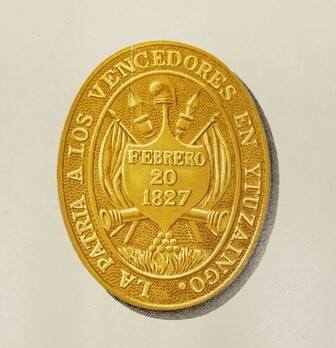 LA PATRIA A LOS VENCEDORES EN YTUZAINGO.
FEBRERO
20
1827